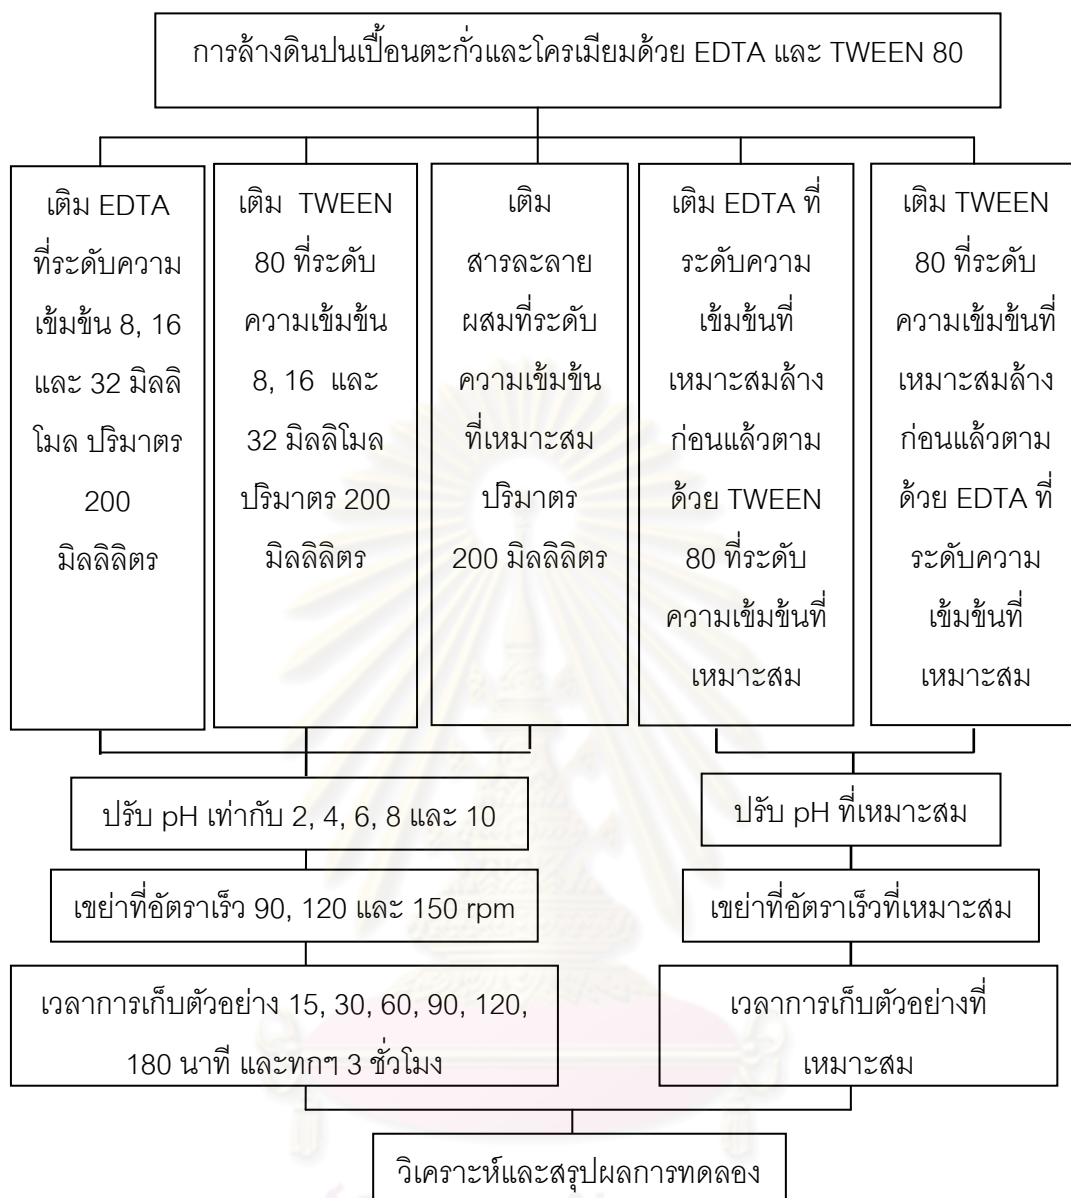 การล้างดินปนเปื้อนตะกั่วและโครเมียมด้วย EDTA และ TWEEN 80
เติม EDTA
ที่ระดับความ
เข้มข้น 8, 16
และ 32 มิลลิ
โมล ปริมาตร
200
มิลลิลิตร
เติม TWEEN
80 ที่ระดับ
ความเข้มข้น
8, 16 และ
32 มิลลิโมล
ปริมาตร 200
มิลลิลิตร
เติม
สารละลาย
ผสมที่ระดับ
ความเข้มข้น
ที่เหมาะสม
ปริมาตร
200 มิลลิลิตร
เติม EDTA ที่
ระดับความ
เข้มข้นที่
เหมาะสมล้าง
ก่อนแล้วตาม
ด้วย TWEEN
80 ที่ระดับ
ความเข้มข้นที่
เหมาะสม
เติม TWEEN
80 ที่ระดับ
ความเข้มข้นที่
เหมาะสมล้าง
ก่อนแล้วตาม
ด้วย EDTA ที่
ระดับความ
เข้มข้นที่
เหมาะสม
ปรับ pH เท่ากับ 2, 4, 6, 8 และ 10
เขย่าที่อัตราเร็ว 90, 120 และ 150 rpm
เวลาการเก็บตัวอย่าง 15, 30, 60, 90, 120,
180 นาที และทกๆ 3 ชั่วโมง
ปรับ pH ที่เหมาะสม
เขย่าที่อัตราเร็วที่เหมาะสม
เวลาการเก็บตัวอย่างที่
เหมาะสม
วิเคราะห์และสรุปผลการทดลอง